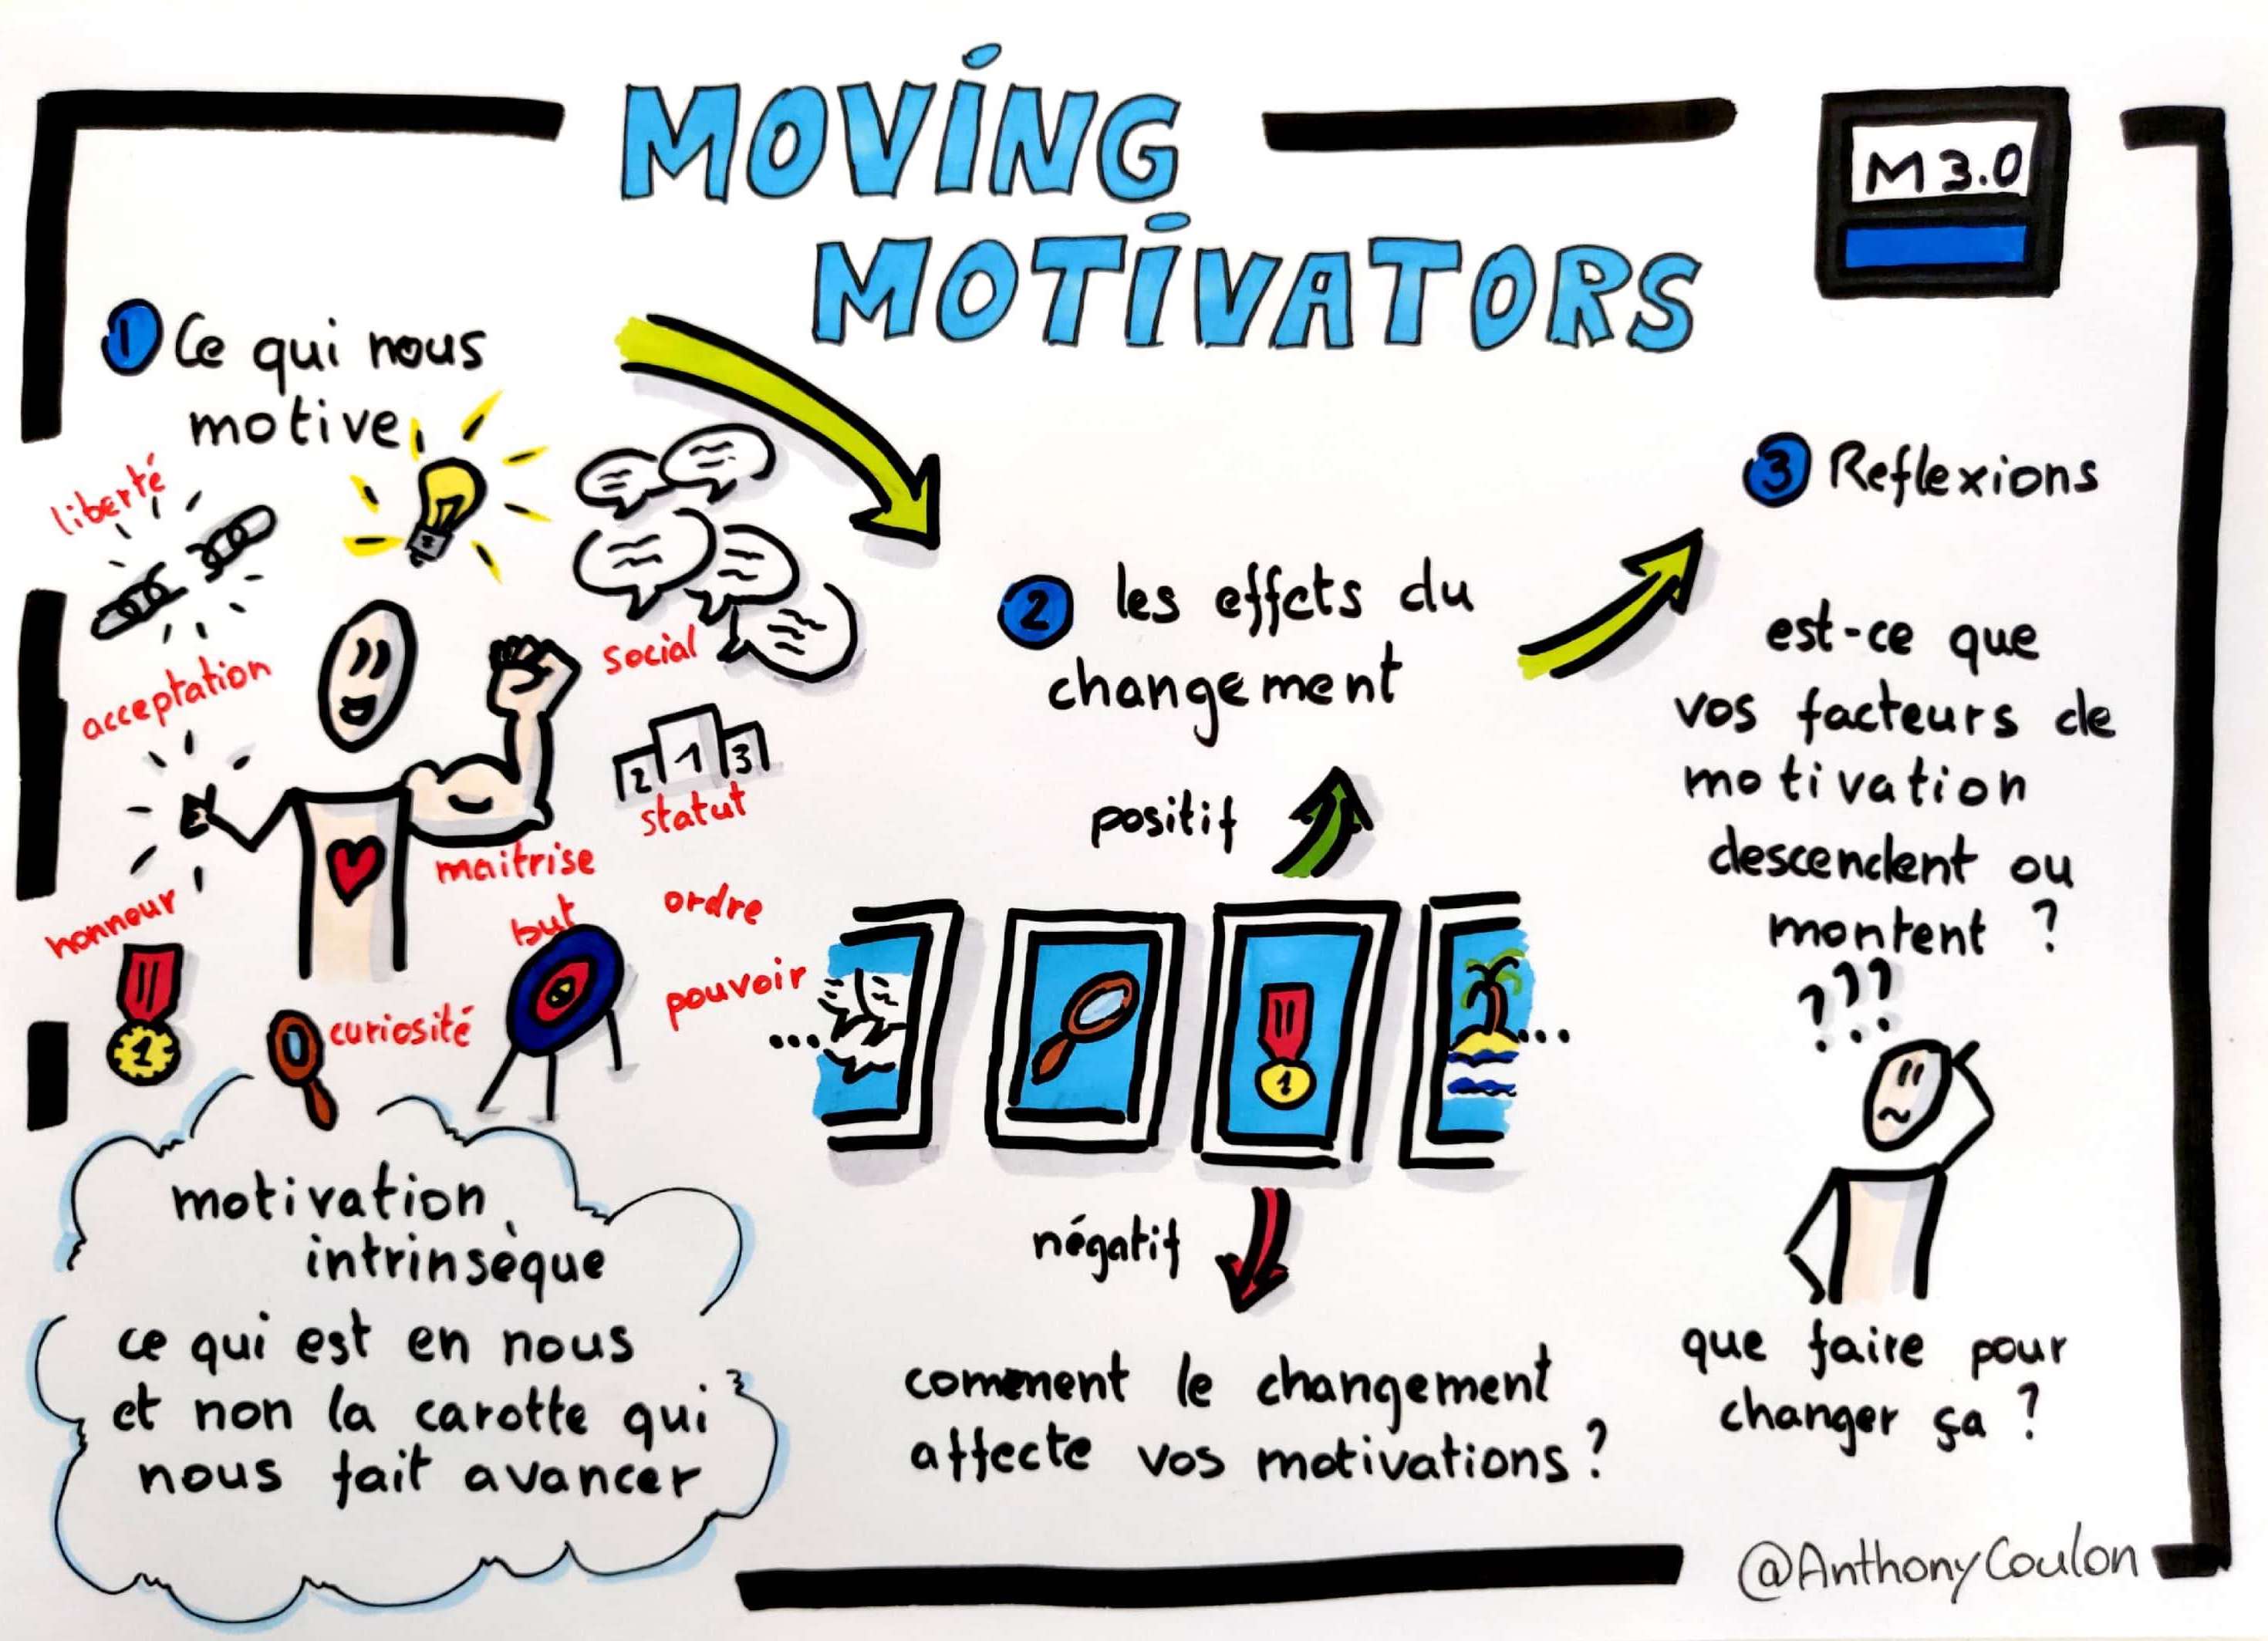 MOVING
MOTIVATORS
M 3.0
1 Ce qui nous
motive
liberté
acceptation
social
2 1 3
statut
maitrise
honneur
but
ordre
pouvoir
curiosité
1
motivation
intrinsèque
ce qui est en nous
et non la carotte qui
nous fait avancer
2 les effets du
changement
positif
...
1
...
négatif
comment le changement
affecte vos motivations ?
3 Reflexions
est-ce que
vos facteurs de
motivation
descendent ou
montent ?
???
que faire pour
changer ça ?
@AnthonyCoulon